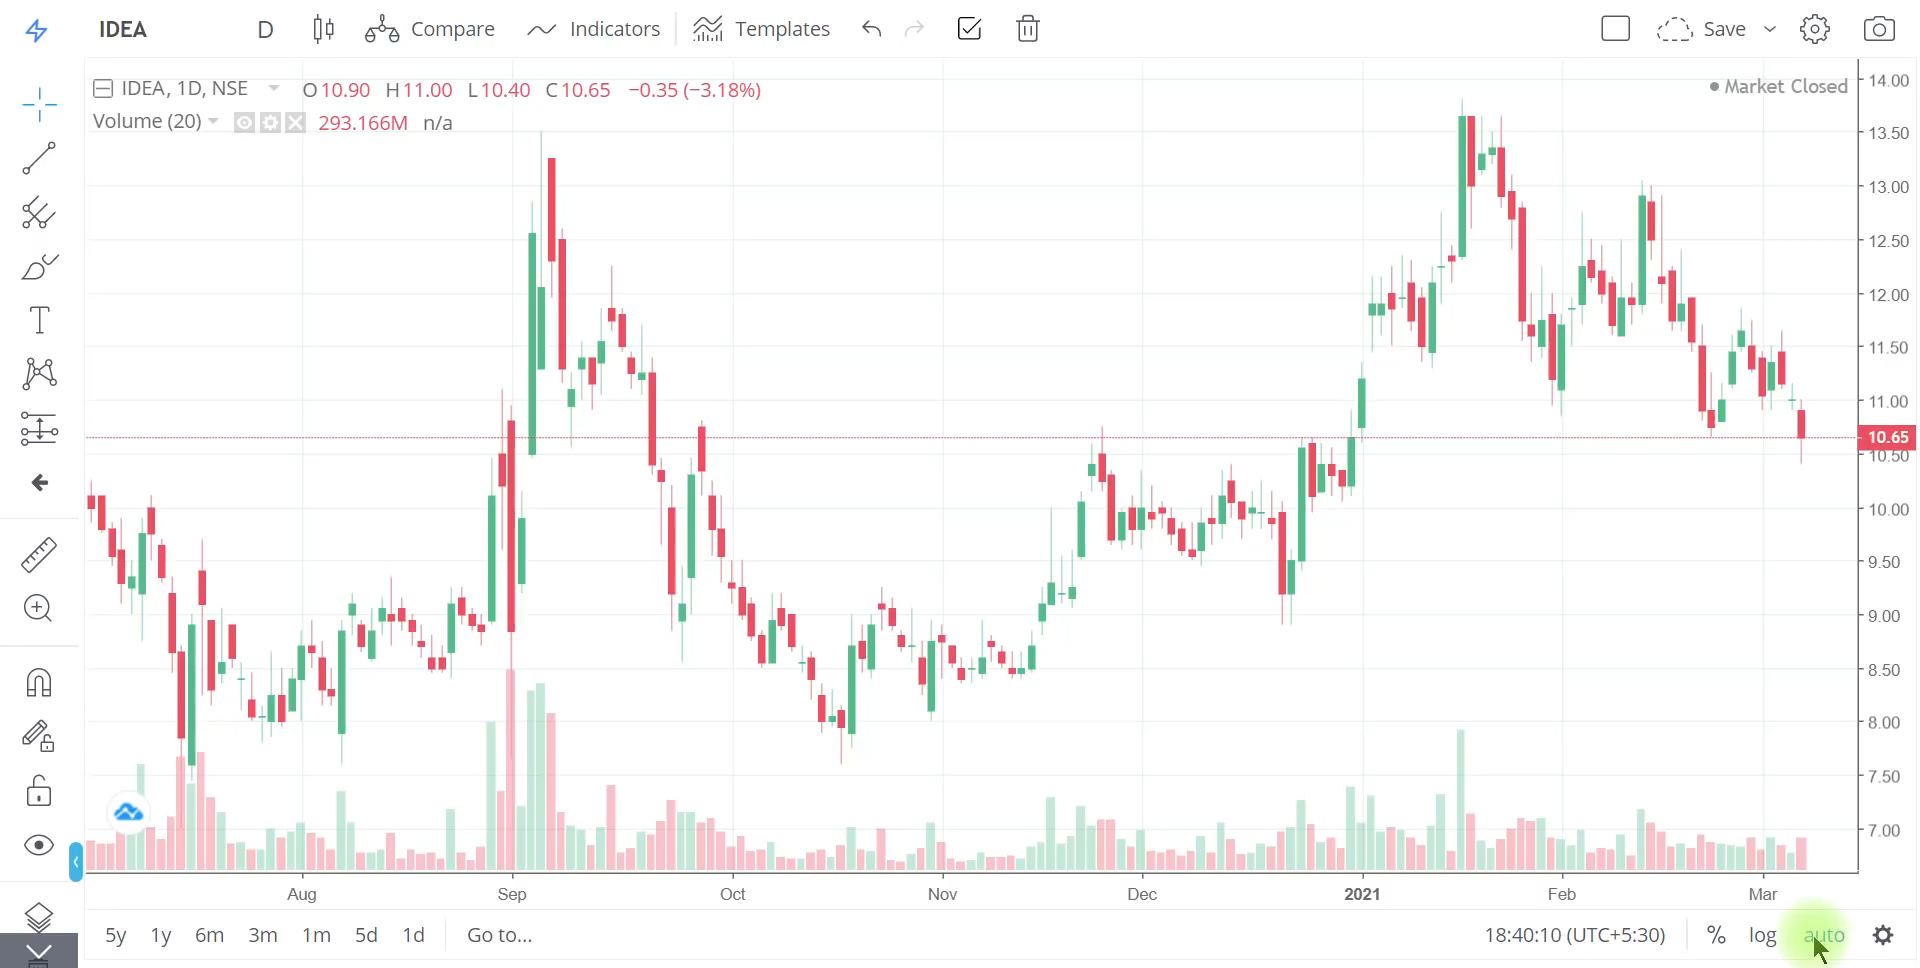 IDEA D Compare Indicators Templates Save
IDEA, 1D, NSE O10.90 H11.00 L10.40 C10.65 −0.35 (−3.18%)
Market Closed
Volume (20) 293.166M n/a
14.00
13.50
13.00
12.50
12.00
11.50
11.00
10.65
10.50
10.00
9.50
9.00
8.50
8.00
7.50
7.00
Aug Sep Oct Nov Dec 2021 Feb Mar
5y 1y 6m 3m 1m 5d 1d Go to... 18:40:10 (UTC+5:30) % log auto